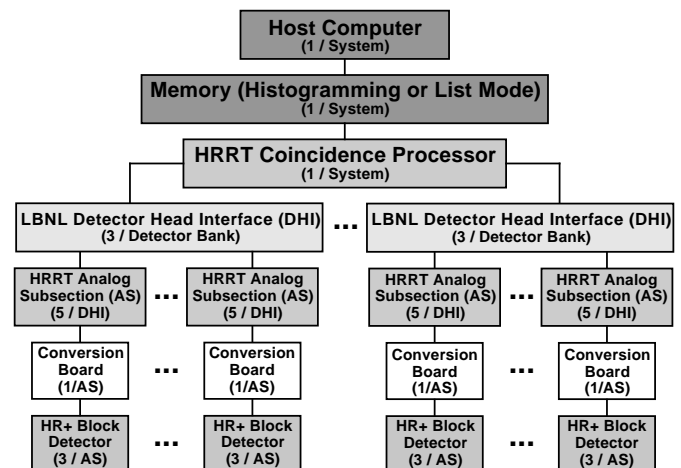 Host Computer
(1 / System)
Memory (Histogramming or List Mode)
(1 / System)
HRRT Coincidence Processor
(1 / System)
LBNL Detector Head Interface (DHI)
(3 / Detector Bank)
...
LBNL Detector Head Interface (DHI)
(3 / Detector Bank)
HRRT Analog
Subsection (AS)
(5 / DHI)
...
HRRT Analog
Subsection (AS)
(5 / DHI)
HRRT Analog
Subsection (AS)
(5 / DHI)
...
HRRT Analog
Subsection (AS)
(5 / DHI)
Conversion
Board
(1/AS)
...
Conversion
Board
(1/AS)
Conversion
Board
(1/AS)
...
Conversion
Board
(1/AS)
HR+ Block
Detector
(3 / AS)
...
HR+ Block
Detector
(3 / AS)
HR+ Block
Detector
(3 / AS)
...
HR+ Block
Detector
(3 / AS)